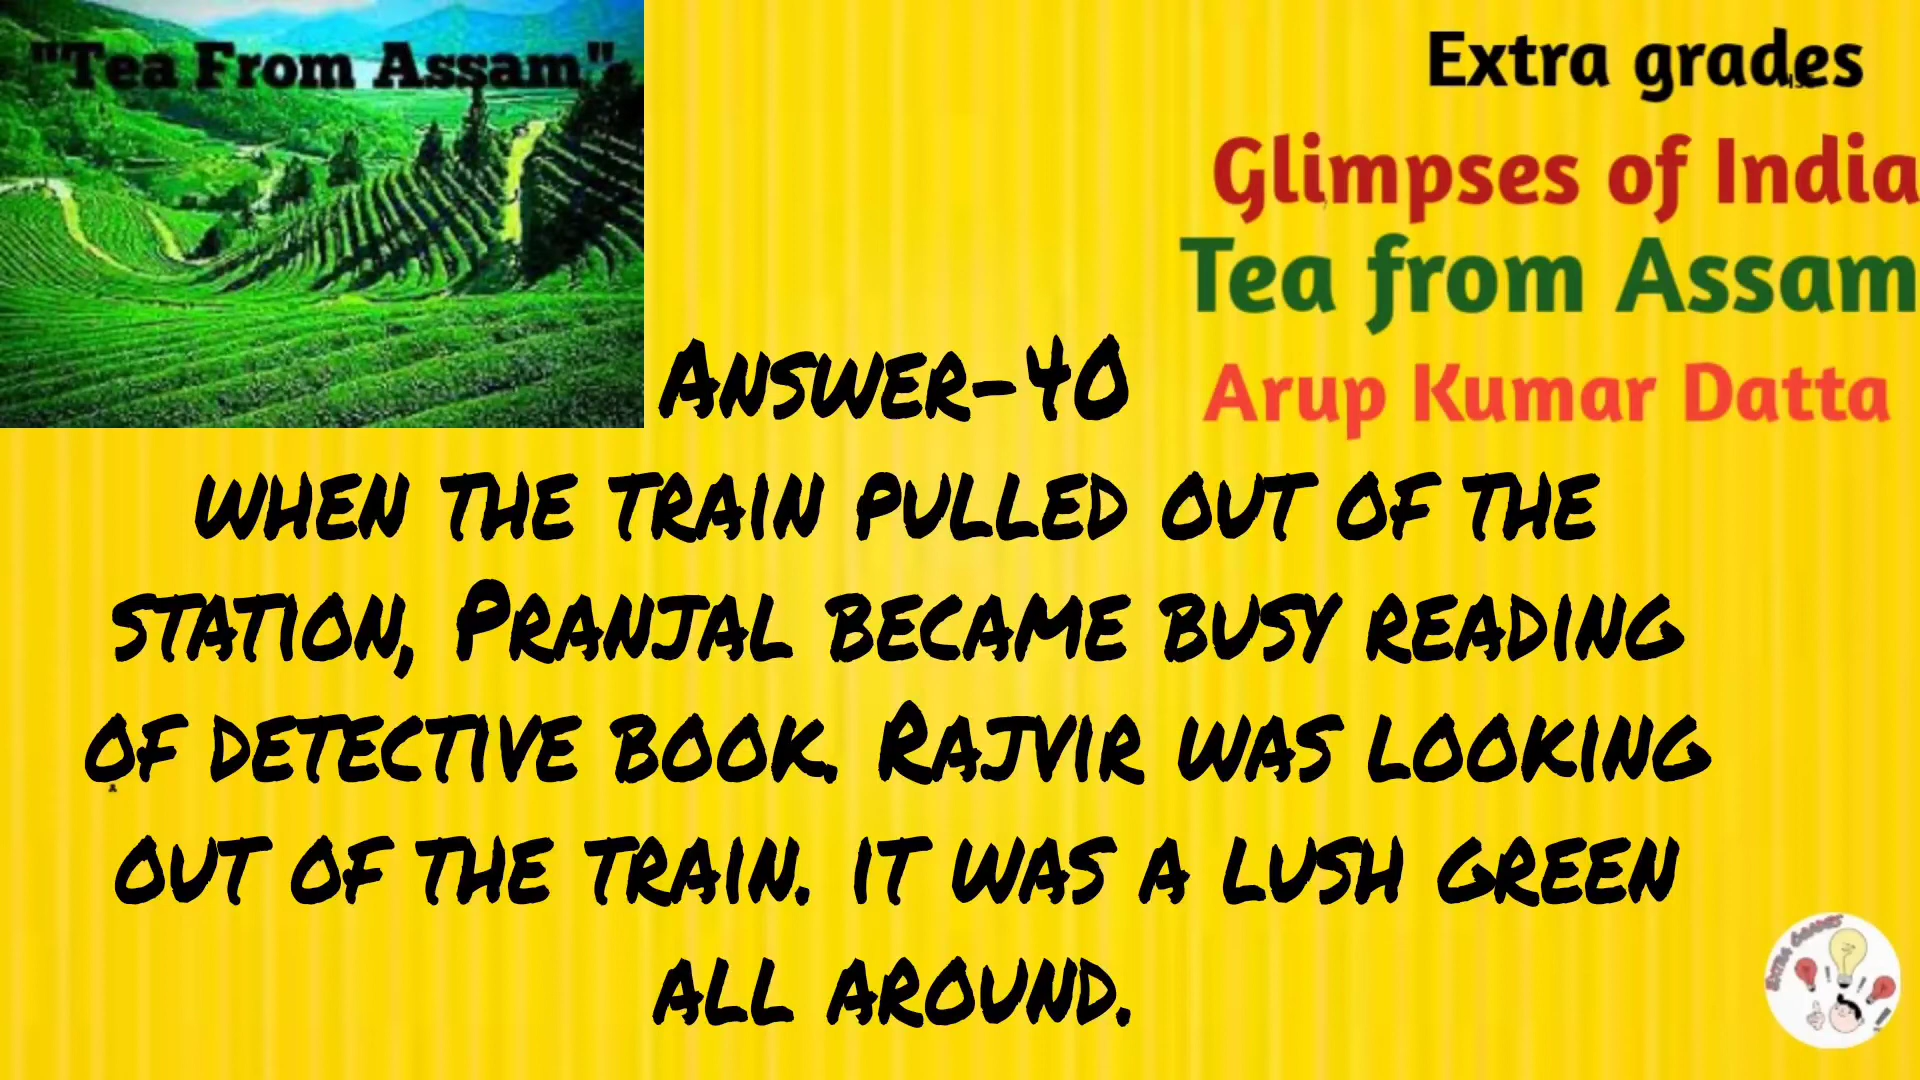 "Tea From Assam"
Extra grades
Glimpses of India
Tea from Assam
Arup Kumar Datta
Answer-40
when the train pulled out of the
station, Pranjal became busy reading
of detective book. Rajvir was looking
out of the train. it was a lush green
all around.
Extra Grades